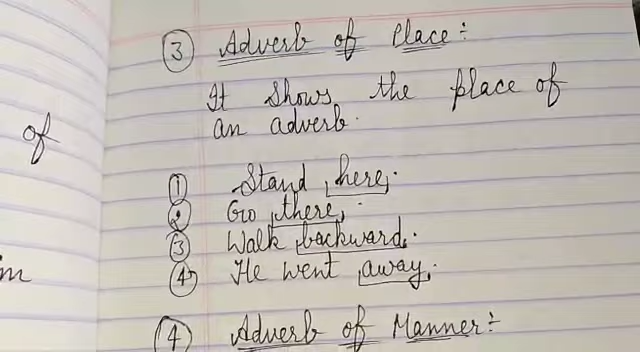 ③ Adverb of Place :
It shows the place of
an adverb.
of
① Stand here.
② Go there.
③ Walk backward.
④ He went away.
④ Adverb of Manner :-